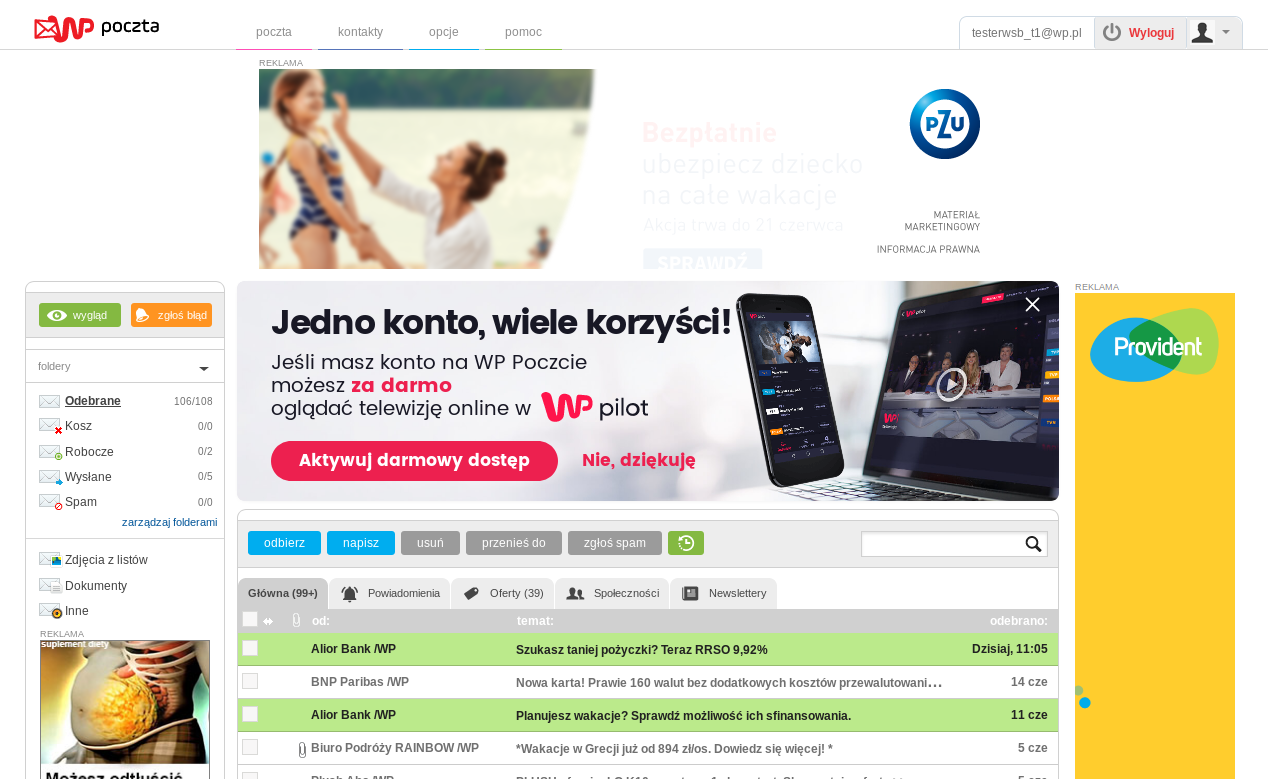 WP poczta
poczta
kontakty
opcje
pomoc
testerwsb_t1@wp.pl
Wyloguj
REKLAMA
Bezpłatnie
ubezpiecz dziecko
na całe wakacje
Akcja trwa do 21 czerwca
SPRAWDŹ
PZU
MATERIAŁ
MARKETINGOWY
INFORMACJA PRAWNA
wygląd
zgłoś błąd
foldery
Odebrane 106/108
Kosz 0/0
Robocze 0/2
Wysłane 0/5
Spam 0/0
zarządzaj folderami
Zdjęcia z listów
Dokumenty
Inne
REKLAMA
Suplement diety
Możesz odtłuścić
Jedno konto, wiele korzyści!
Jeśli masz konto na WP Poczcie
możesz za darmo
oglądać telewizję online w WP pilot
Aktywuj darmowy dostęp
Nie, dziękuję
odbierz
napisz
usuń
przenieś do
zgłoś spam
Główna (99+)
Powiadomienia
Oferty (39)
Społeczności
Newslettery
od: temat: odebrano:
Alior Bank /WP Szukasz taniej pożyczki? Teraz RRSO 9,92% Dzisiaj, 11:05
BNP Paribas /WP Nowa karta! Prawie 160 walut bez dodatkowych kosztów przewalutowani... 14 cze
Alior Bank /WP Planujesz wakacje? Sprawdź możliwość ich sfinansowania. 11 cze
Biuro Podróży RAINBOW /WP *Wakacje w Grecji już od 894 zł/os. Dowiedz się więcej! * 5 cze
REKLAMA
Provident